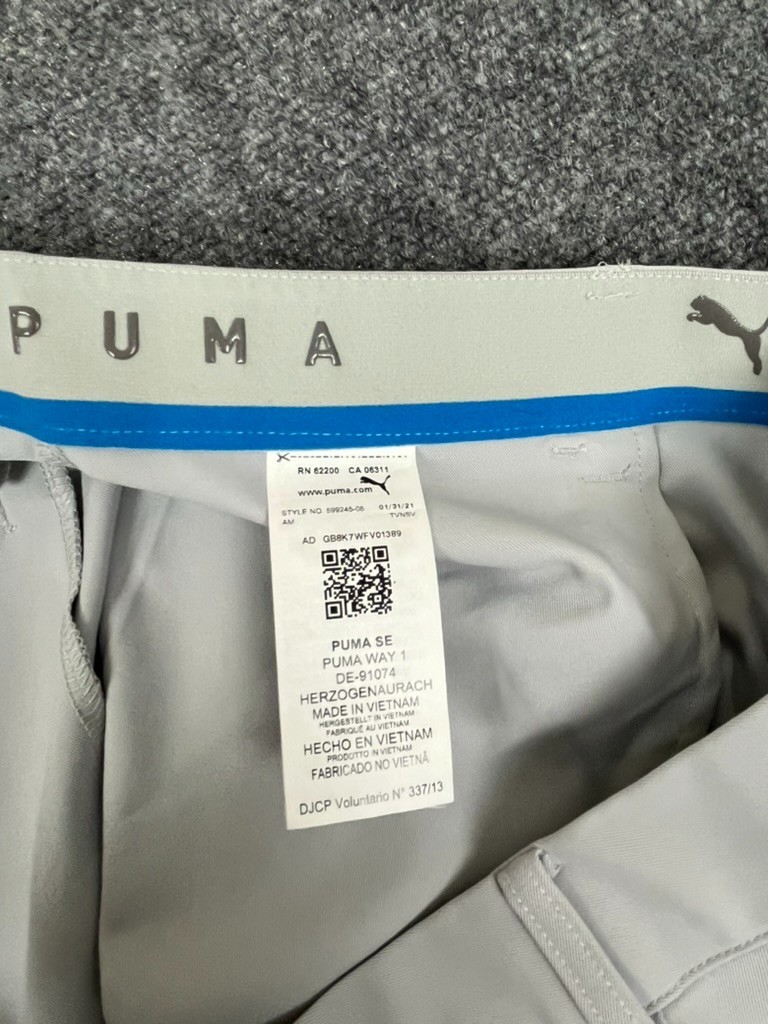 PUMA
RN 62200 CA 06311
www.puma.com
STYLE NO. 599245-06 01/31/21
AM TVNSV
AD GB8K7WFV01389
PUMA SE
PUMA WAY 1
DE-91074
HERZOGENAURACH
MADE IN VIETNAM
HERGESTELLT IN VIETNAM
FABRIQUÉ AU VIETNAM
HECHO EN VIETNAM
PRODOTTO IN VIETNAM
FABRICADO NO VIETNÃ
DJCP Voluntario N° 337/13